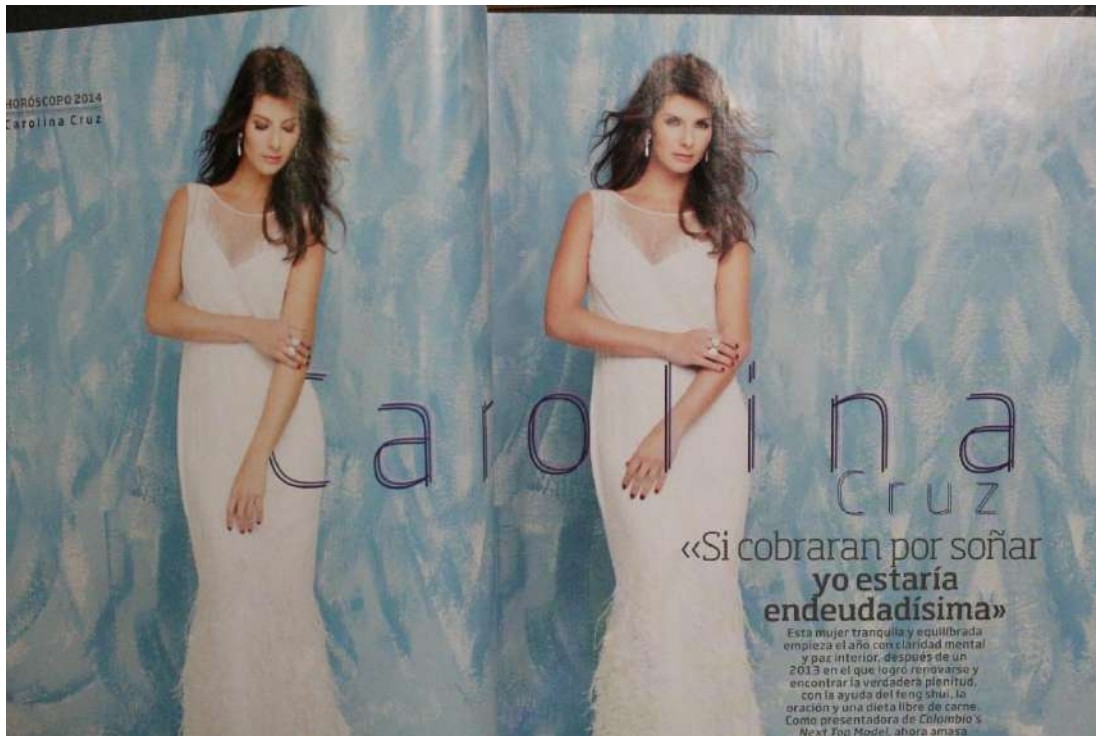 HORÓSCOPO 2014
Carolina Cruz
Carolina
Cruz
«Si cobraran por soñar
yo estaría
endeudadísima»
Esta mujer tranquila y equilibrada
empieza el año con claridad mental
y paz interior, después de un
2013 en el que logró renovarse y
encontrar la verdadera plenitud,
con la ayuda del feng shui, la
oración y una dieta libre de carne.
Como presentadora de Colombia's
Next Top Model, ahora amasa